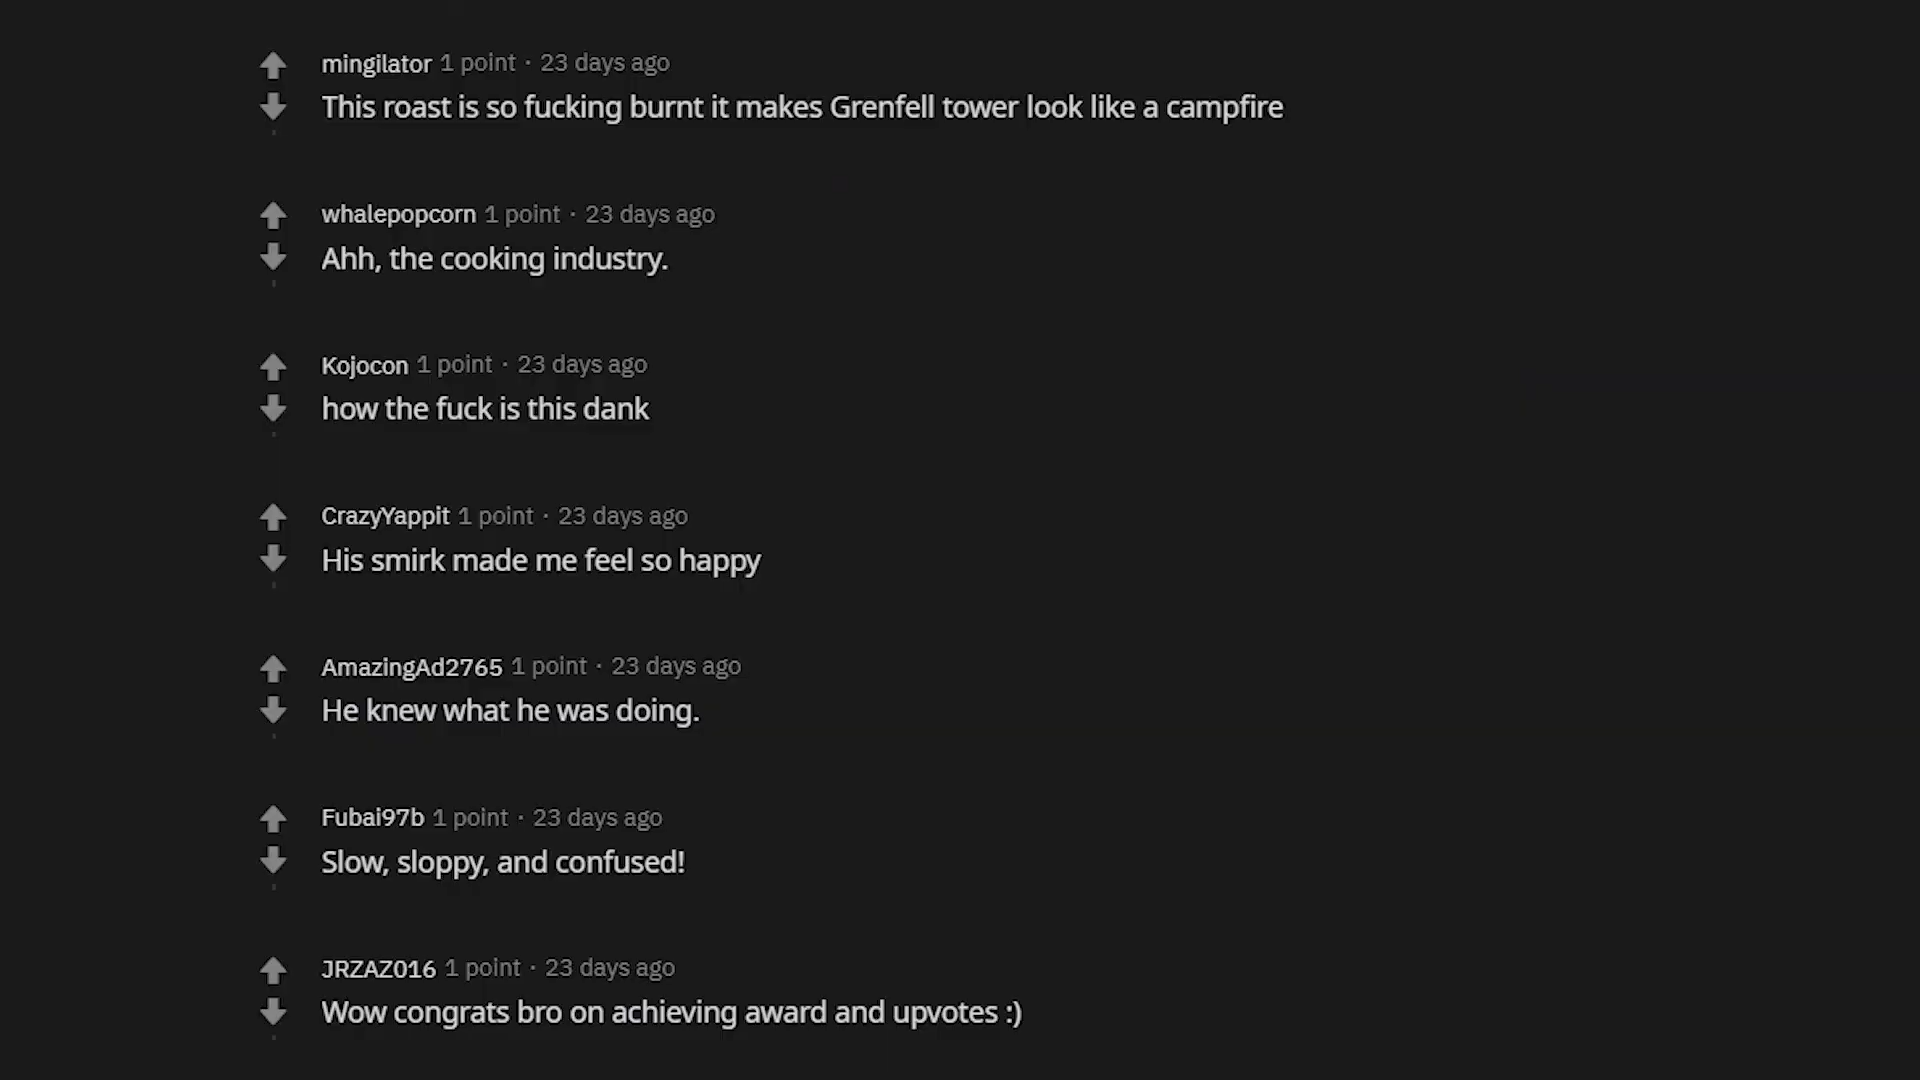 mingilator 1 point · 23 days ago
This roast is so fucking burnt it makes Grenfell tower look like a campfire
whalepopcorn 1 point · 23 days ago
Ahh, the cooking industry.
Kojocon 1 point · 23 days ago
how the fuck is this dank
CrazyYappit 1 point · 23 days ago
His smirk made me feel so happy
AmazingAd2765 1 point · 23 days ago
He knew what he was doing.
Fubai97b 1 point · 23 days ago
Slow, sloppy, and confused!
JRZAZ016 1 point · 23 days ago
Wow congrats bro on achieving award and upvotes :)